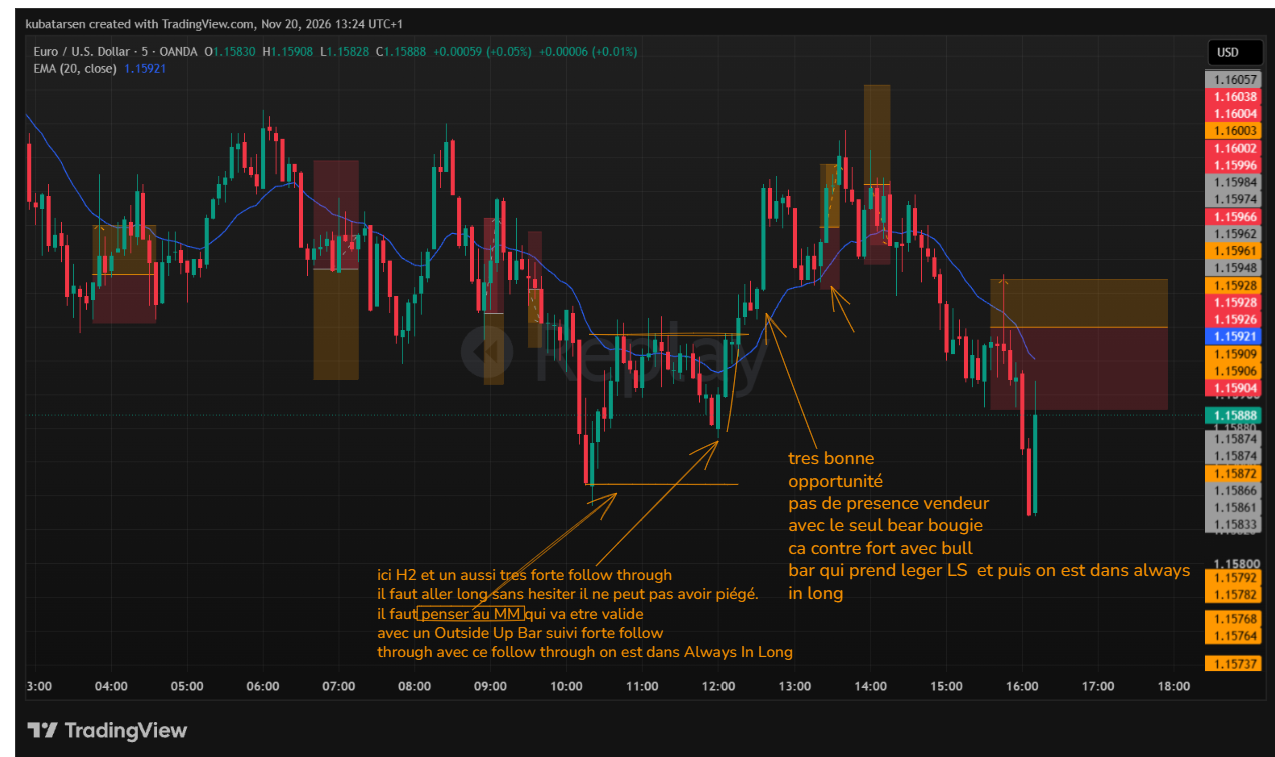 kubatarsen created with TradingView.com, Nov 20, 2026 13:24 UTC+1
Euro / U.S. Dollar · 5 · OANDA O1.15830 H1.15908 L1.15828 C1.15888 +0.00059 (+0.05%) +0.00006 (+0.01%)
EMA (20, close) 1.15921
USD
1.16057
1.16038
1.16004
1.16003
1.16002
1.15996
1.15984
1.15974
1.15966
1.15962
1.15961
1.15948
1.15928
1.15928
1.15926
1.15921
1.15909
1.15906
1.15904
1.15888
1.15874
1.15874
1.15872
1.15866
1.15861
1.15833
1.15800
1.15792
1.15782
1.15768
1.15764
1.15737
Replay
tres bonne
opportunité
pas de presence vendeur
avec le seul bear bougie
ca contre fort avec bull
bar qui prend leger LS et puis on est dans always
in long
ici H2 et un aussi tres forte follow through
il faut aller long sans hesiter il ne peut pas avoir piégé.
il faut penser au MM qui va etre valide
avec un Outside Up Bar suivi forte follow
through avec ce follow through on est dans Always In Long
3:00 04:00 05:00 06:00 07:00 08:00 09:00 10:00 11:00 12:00 13:00 14:00 15:00 16:00 17:00 18:00
TradingView